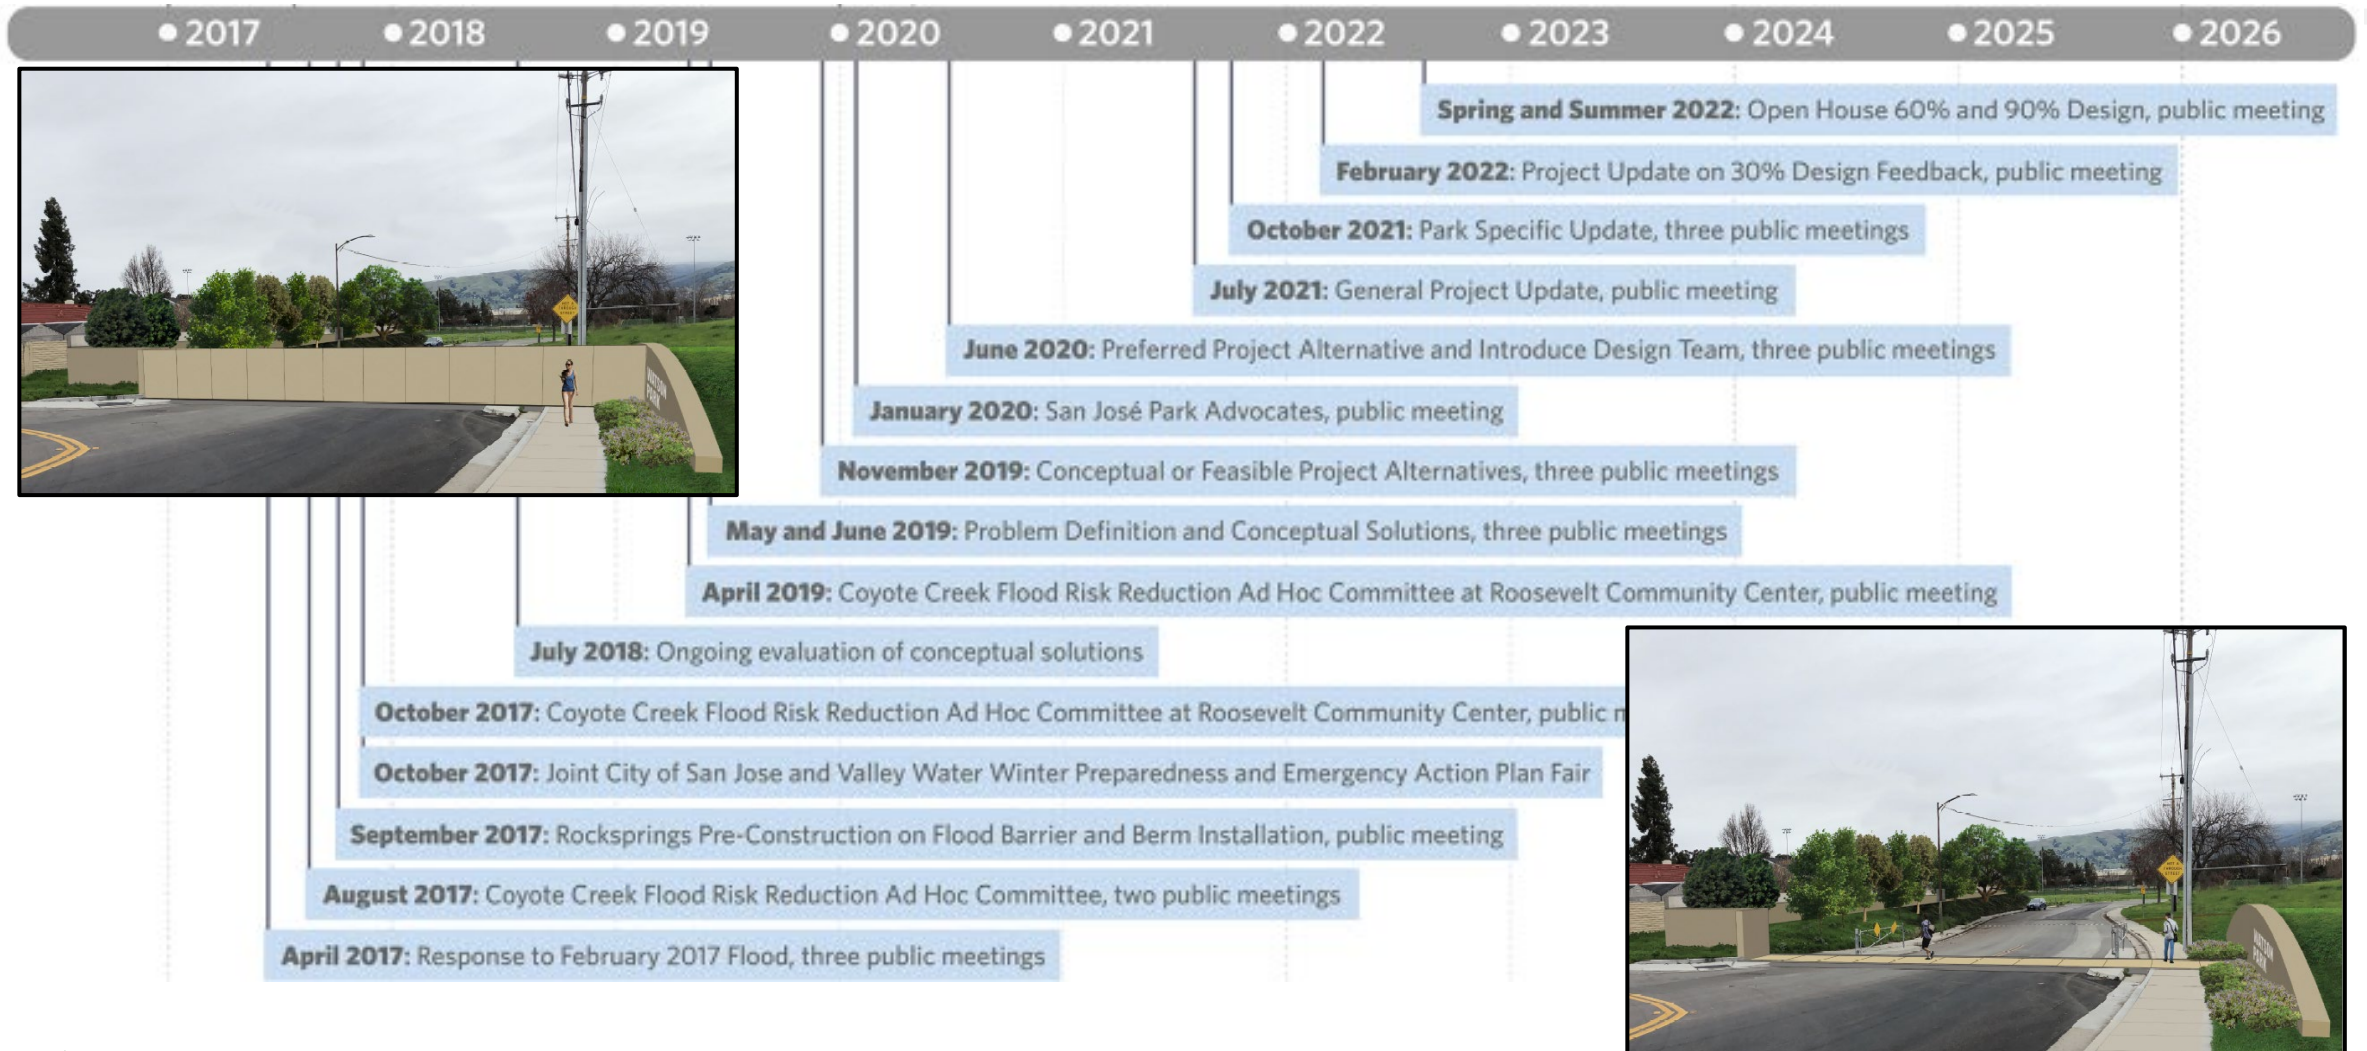 2017 2018 2019 2020 2021 2022 2023 2024 2025 2026
Spring and Summer 2022: Open House 60% and 90% Design, public meeting
February 2022: Project Update on 30% Design Feedback, public meeting
October 2021: Park Specific Update, three public meetings
July 2021: General Project Update, public meeting
June 2020: Preferred Project Alternative and Introduce Design Team, three public meetings
January 2020: San José Park Advocates, public meeting
November 2019: Conceptual or Feasible Project Alternatives, three public meetings
May and June 2019: Problem Definition and Conceptual Solutions, three public meetings
April 2019: Coyote Creek Flood Risk Reduction Ad Hoc Committee at Roosevelt Community Center, public meeting
July 2018: Ongoing evaluation of conceptual solutions
October 2017: Coyote Creek Flood Risk Reduction Ad Hoc Committee at Roosevelt Community Center, public
October 2017: Joint City of San Jose and Valley Water Winter Preparedness and Emergency Action Plan Fair
September 2017: Rocksprings Pre-Construction on Flood Barrier and Berm Installation, public meeting
August 2017: Coyote Creek Flood Risk Reduction Ad Hoc Committee, two public meetings
April 2017: Response to February 2017 Flood, three public meetings
WATSON
PARK
WATSON
PARK